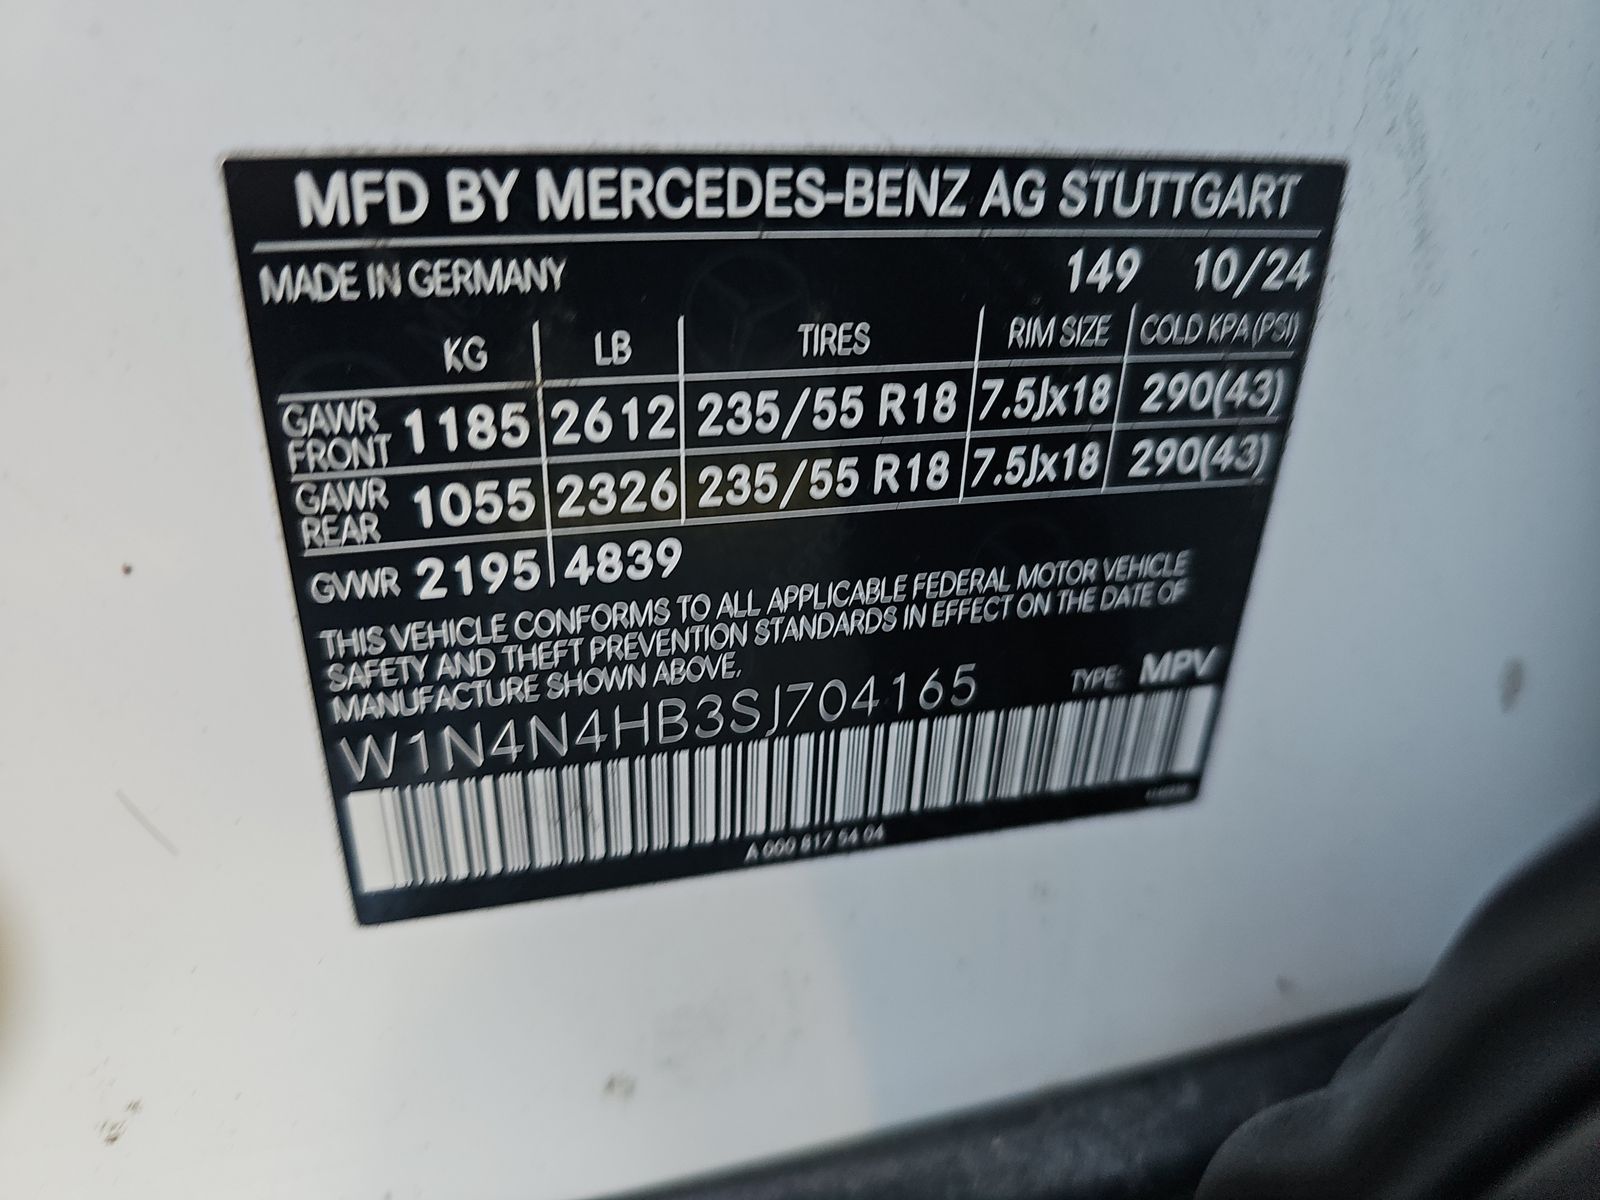 MFD BY MERCEDES-BENZ AG STUTTGART
MADE IN GERMANY 149 10/24
KG LB TIRES RIM SIZE COLD KPA (PSI)
GAWR FRONT 1185 2612 235/55 R18 7.5Jx18 290(43)
GAWR REAR 1055 2326 235/55 R18 7.5Jx18 290(43)
GVWR 2195 4839
THIS VEHICLE CONFORMS TO ALL APPLICABLE FEDERAL MOTOR VEHICLE
SAFETY AND THEFT PREVENTION STANDARDS IN EFFECT ON THE DATE OF
MANUFACTURE SHOWN ABOVE.
W1N4N4HB3SJ704165 TYPE: MPV
A 000 817 54 04